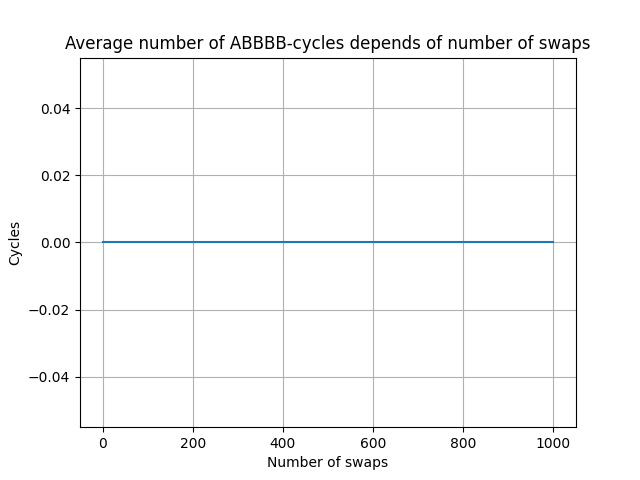 Average number of ABBBB-cycles depends of number of swaps
0.04
0.02
0.00
−0.02
−0.04
Cycles
0 200 400 600 800 1000
Number of swaps